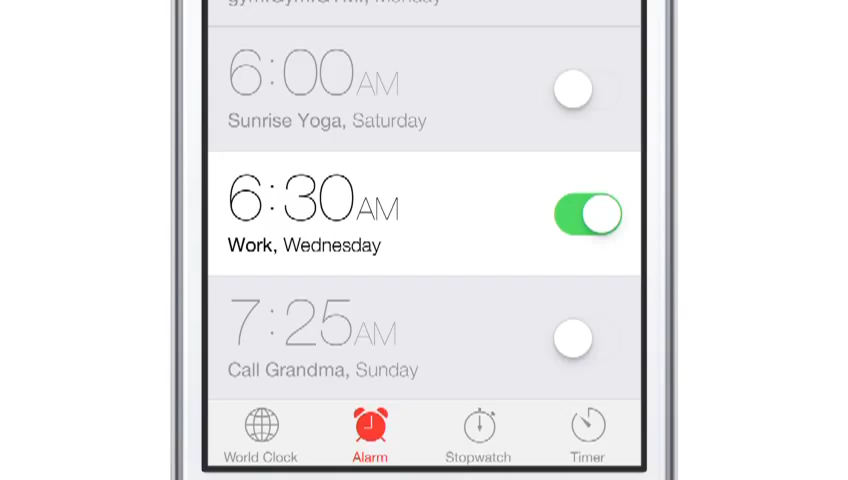 Monday
6:00AM
Sunrise Yoga, Saturday
6:30AM
Work, Wednesday
7:25AM
Call Grandma, Sunday
World Clock
Alarm
Stopwatch
Timer